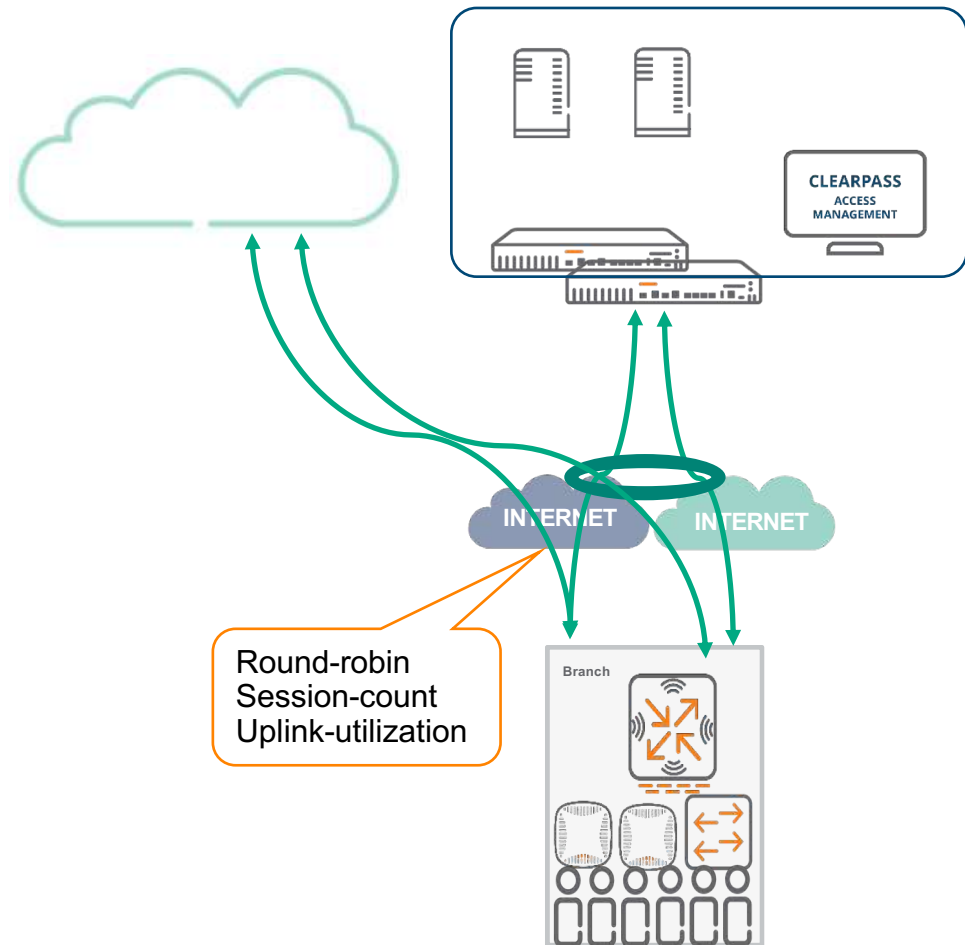 CLEARPASS
ACCESS
MANAGEMENT
INTERNET
INTERNET
Round-robin
Session-count
Uplink-utilization
Branch